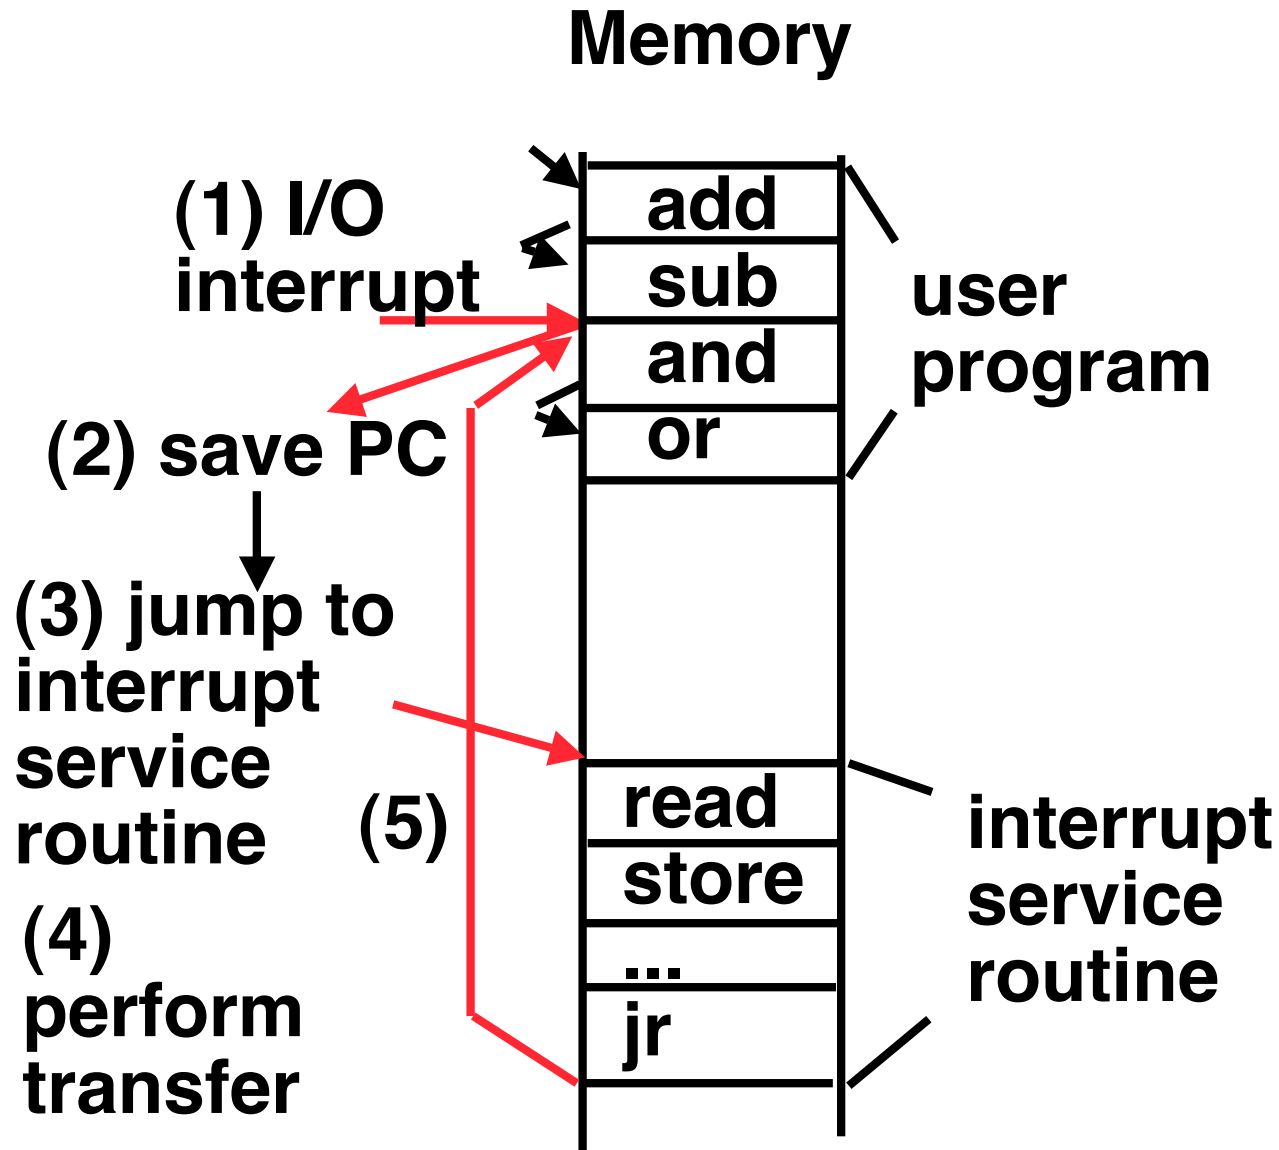 Memory
(1) I/O
interrupt
add
sub
and
or
user
program
(2) save PC
(3) jump to
interrupt
service
routine
(5)
(4)
perform
transfer
read
store
...
jr
interrupt
service
routine